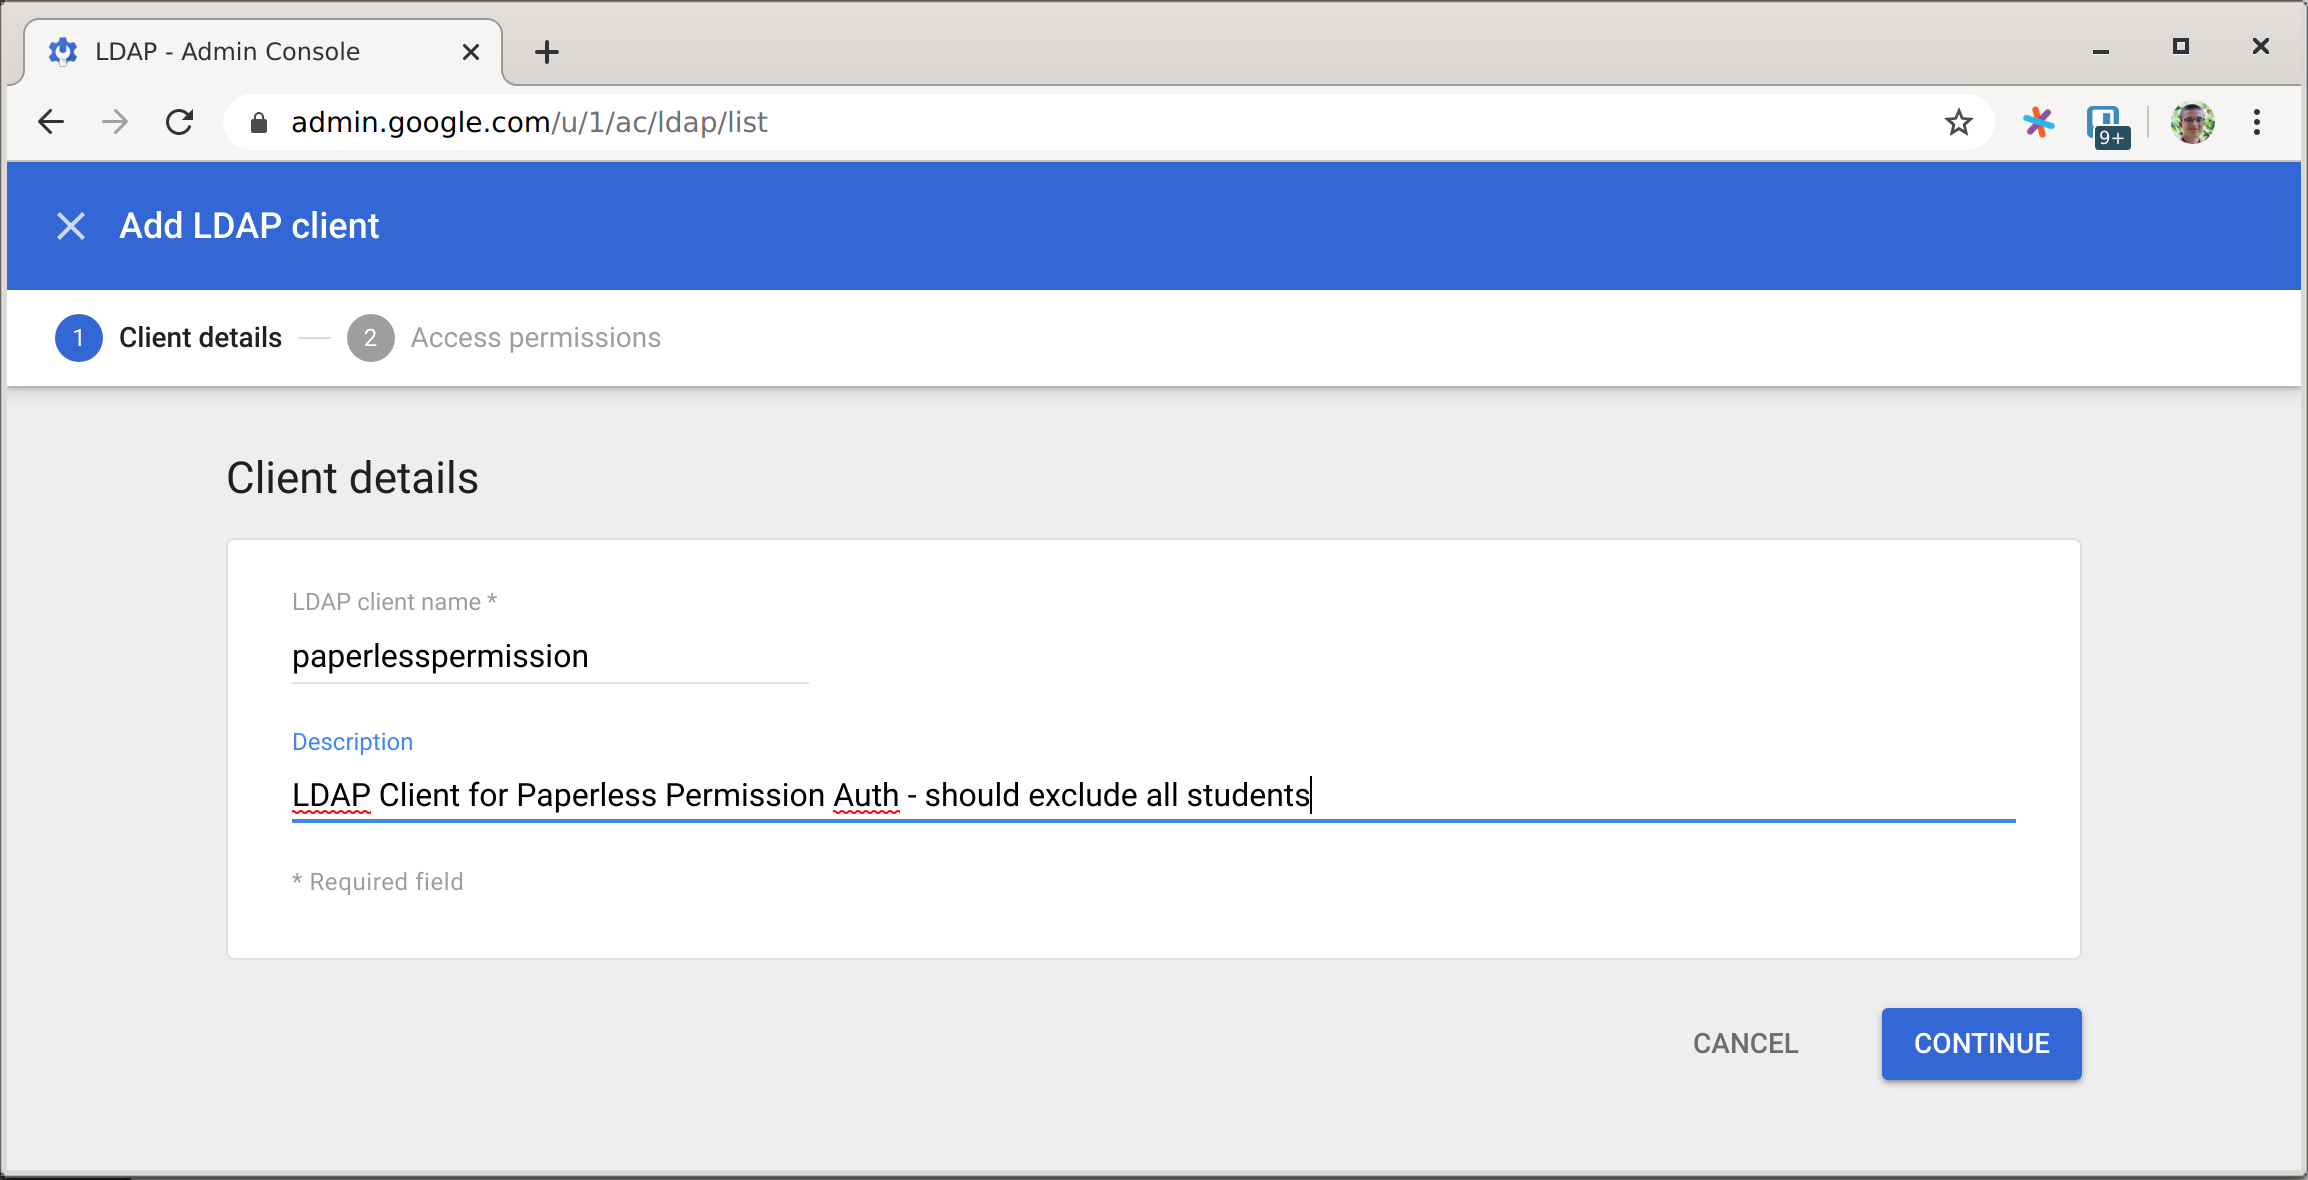 LDAP - Admin Console
admin.google.com/u/1/ac/ldap/list
9+
Add LDAP client
1 Client details 2 Access permissions
Client details
LDAP client name *
paperlesspermission
Description
LDAP Client for Paperless Permission Auth - should exclude all students
* Required field
CANCEL CONTINUE